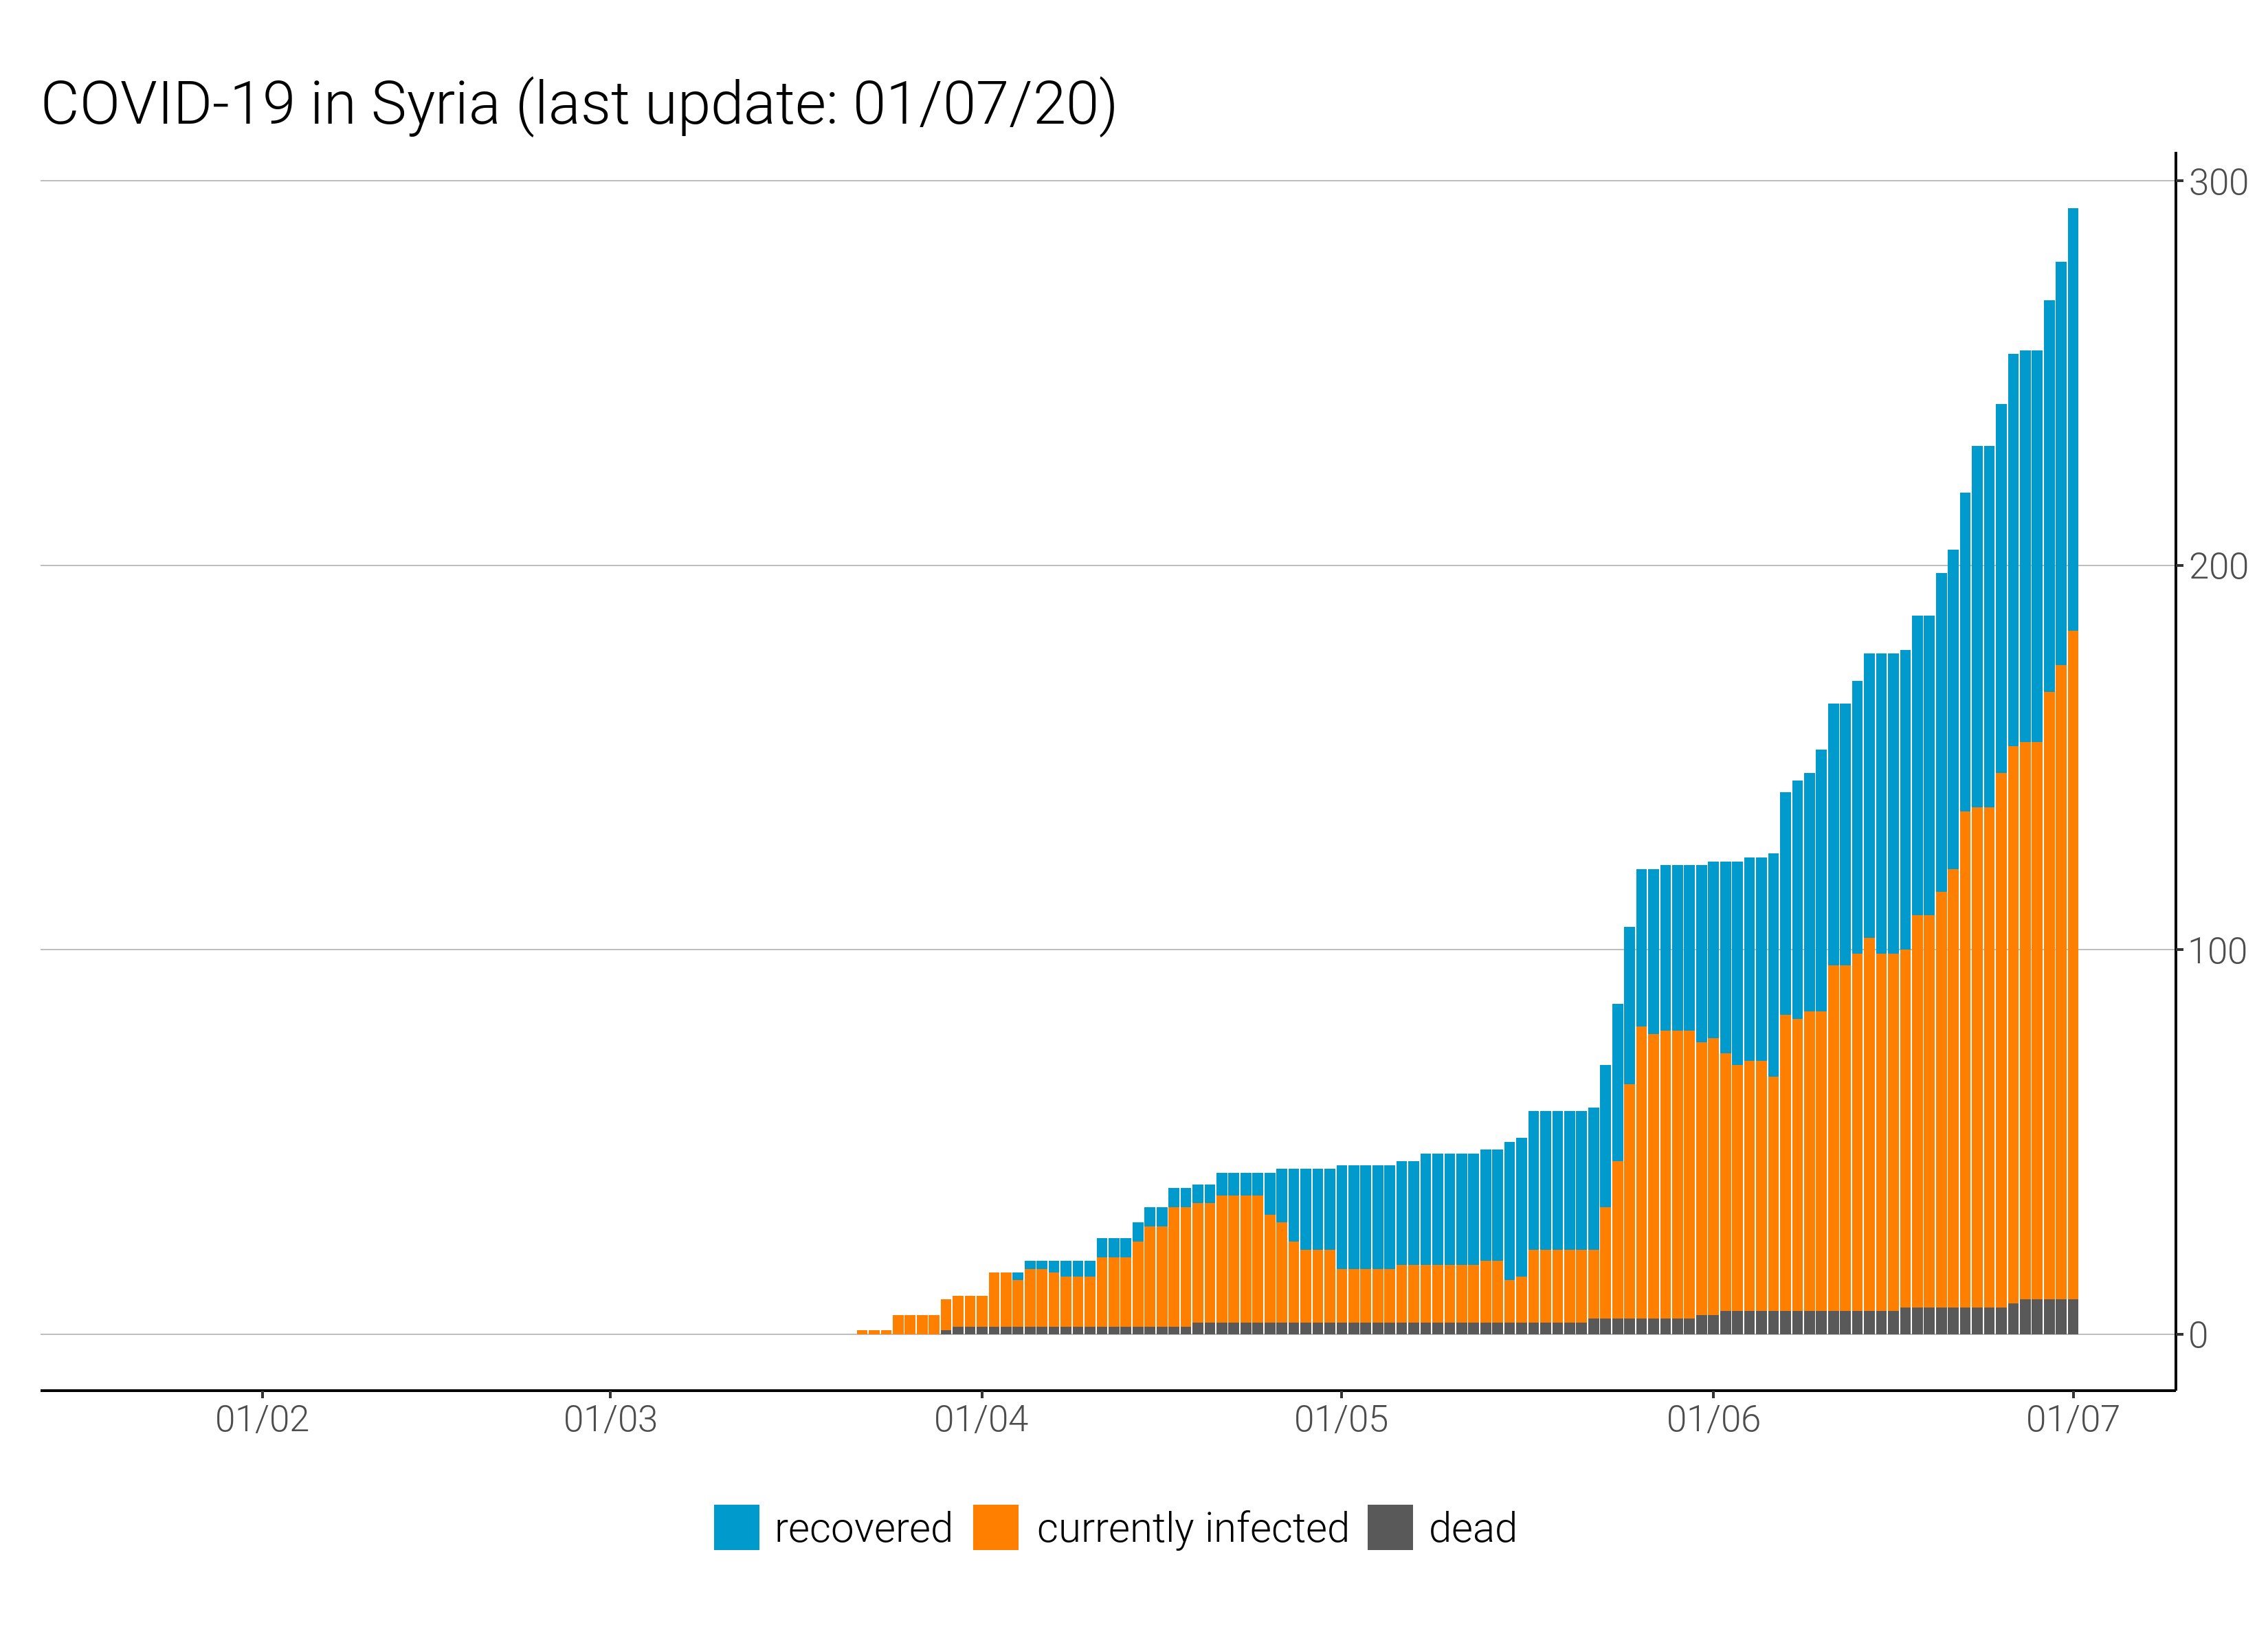 COVID-19 in Syria (last update: 01/07/20)
300
200
100
0
01/02 01/03 01/04 01/05 01/06 01/07
recovered currently infected dead